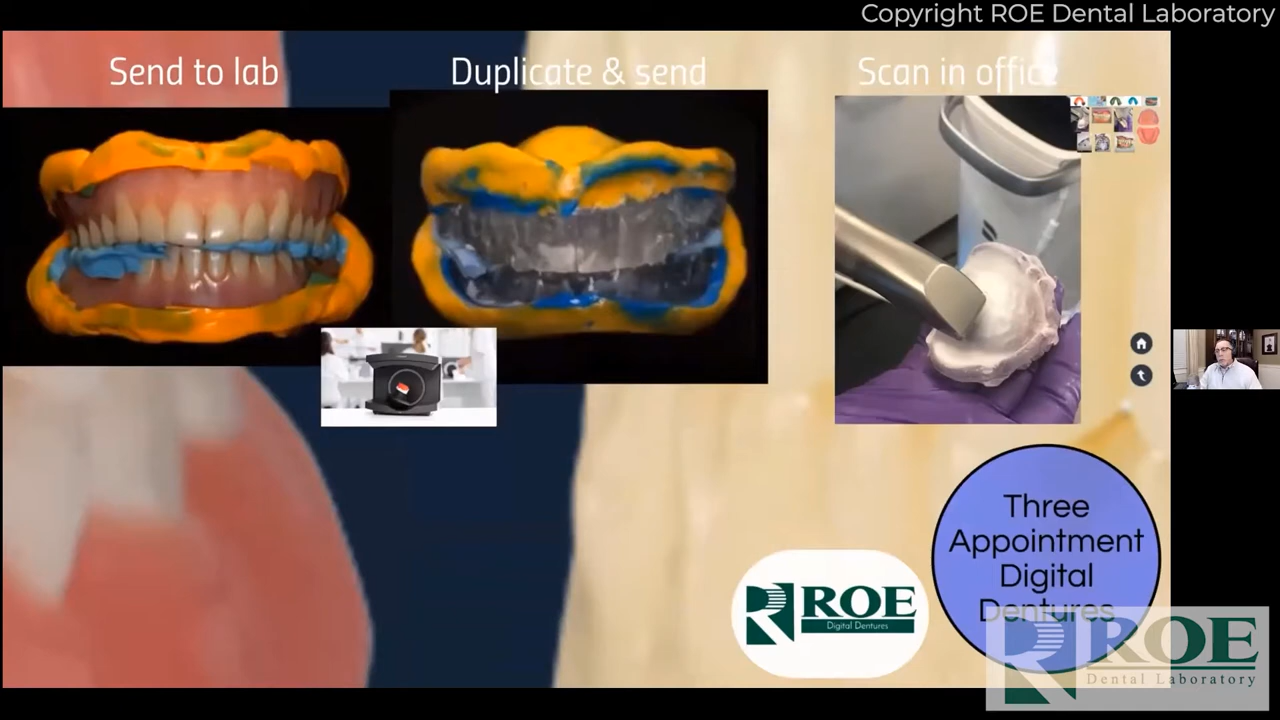 Copyright ROE Dental Laboratory
Send to lab
Duplicate & send
Scan in office
Three
Appointment
Digital
Dentures
ROE
Digital Dentures
ROE
Dental Laboratory